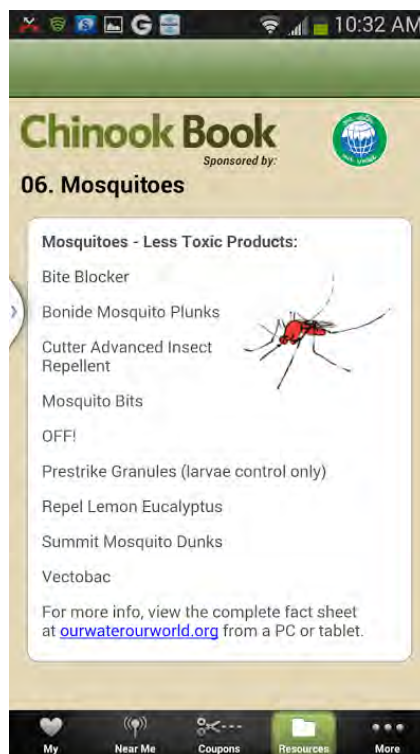 10:32 AM
Chinook Book
Sponsored by:
06. Mosquitoes
Mosquitoes - Less Toxic Products:
Bite Blocker
Bonide Mosquito Plunks
Cutter Advanced Insect
Repellent
Mosquito Bits
OFF!
Prestrike Granules (larvae control only)
Repel Lemon Eucalyptus
Summit Mosquito Dunks
Vectobac
For more info, view the complete fact sheet
at ourwaterourworld.org from a PC or tablet.
My Near Me Coupons Resources More